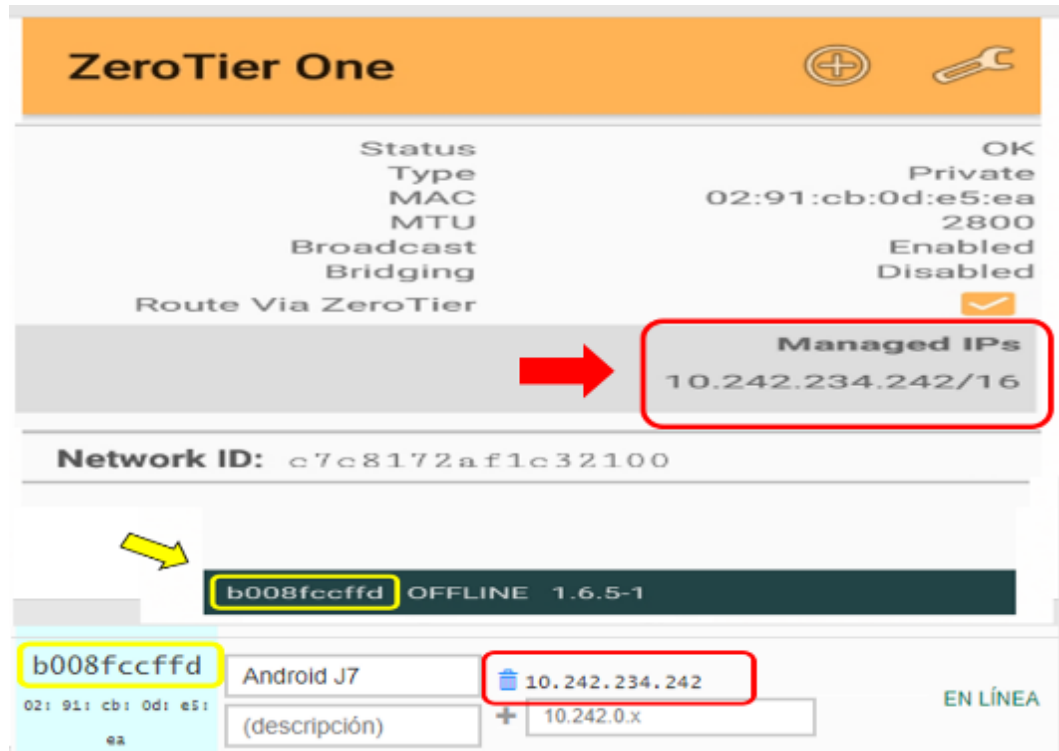 ZeroTier One
Status OK
Type Private
MAC 02:91:cb:0d:e5:ea
MTU 2800
Broadcast Enabled
Bridging Disabled
Route Via ZeroTier
Managed IPs
10.242.234.242/16
Network ID: c7c8172af1c32100
b008fccffd OFFLINE 1.6.5-1
b008fccffd
02: 91: cb: 0d: e5:
ea
Android J7
(descripción)
10.242.234.242
+ 10.242.0.x
EN LÍNEA